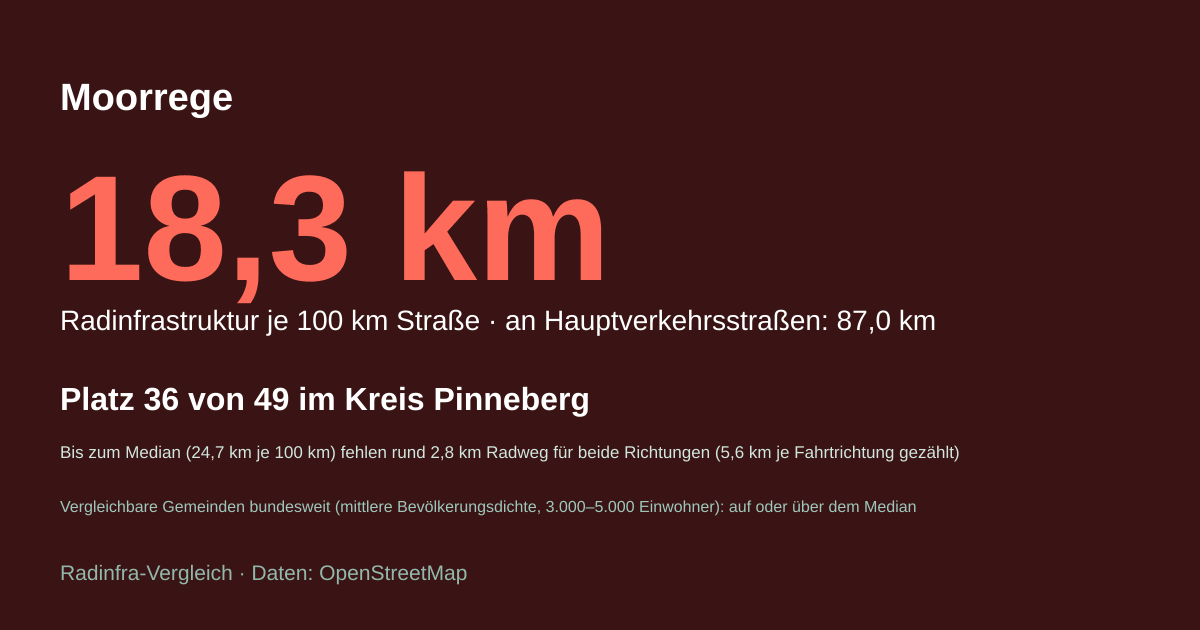 Moorrege
18,3 km
Radinfrastruktur je 100 km Straße · an Hauptverkehrsstraßen: 87,0 km
Platz 36 von 49 im Kreis Pinneberg
Bis zum Median (24,7 km je 100 km) fehlen rund 2,8 km Radweg für beide Richtungen (5,6 km je Fahrtrichtung gezählt)
Vergleichbare Gemeinden bundesweit (mittlere Bevölkerungsdichte, 3.000–5.000 Einwohner): auf oder über dem Median
Radinfra-Vergleich · Daten: OpenStreetMap